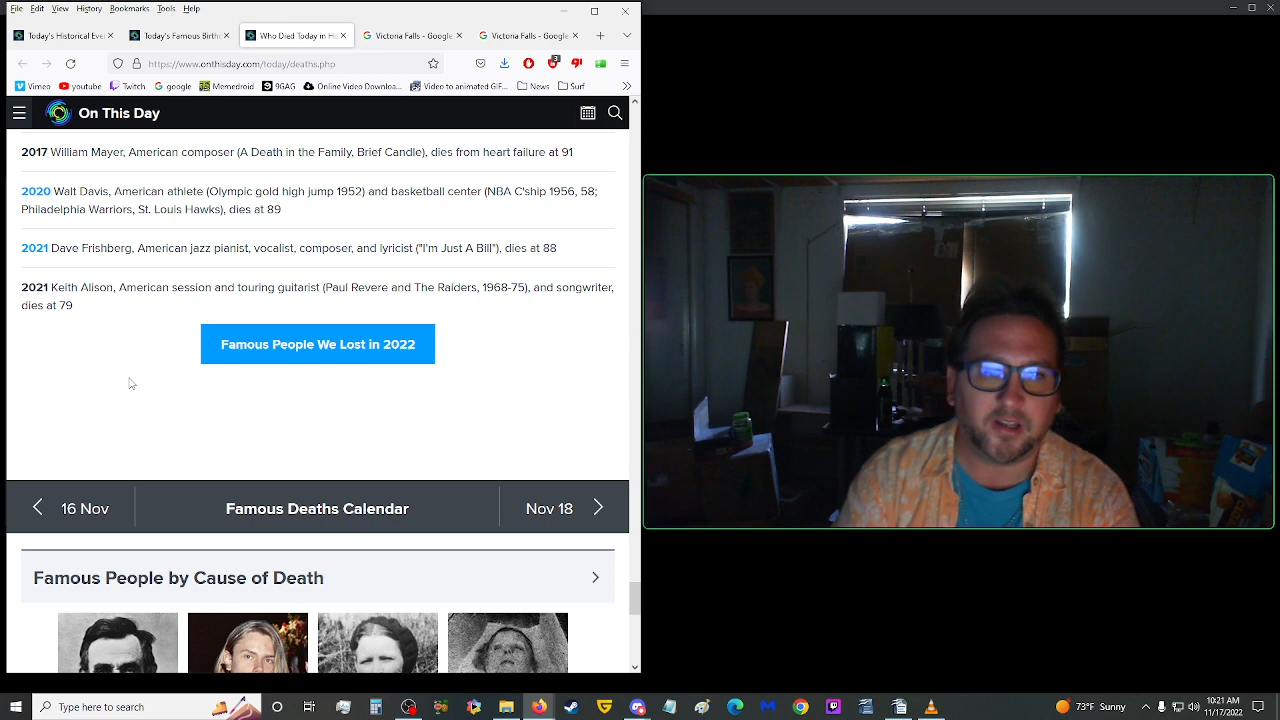 File Edit View History Bookmarks Tools Help
Today's Historical Eve
Today's Famous Birth
Who Died Today in His
Victoria Falls - Google
Victoria Falls - Google
https://www.onthisday.com/today/deaths.php
3
Vimeo youtube Twitch google Memedroid 9GAG Online Video Downloa... Video to animated GIF... News Surf
On This Day
2017 William Mayer, American composer (A Death in the Family, Brief Candle), dies from heart failure at 91
2020 Walt Davis, American athlete (Olympic gold high jump 1952) and basketball center (NBA C'ship 1956, 58;
Philadelphia Warriors, St. Louis Hawks), dies at 89
2021 Dave Frishberg, American jazz pianist, vocalist, composer, and lyricist ("I'm Just A Bill"), dies at 88
2021 Keith Alison, American session and touring guitarist (Paul Revere and The Raiders, 1968-75), and songwriter,
dies at 79
Famous People We Lost in 2022
16 Nov
Famous Deaths Calendar
Nov 18
Famous People by Cause of Death
Type here to search
73°F Sunny
10:21 AM
11/17/2022